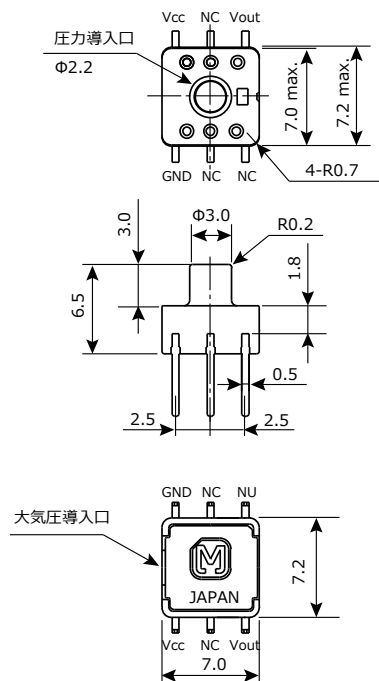 Vcc NC Vout
圧力導入口
Φ2.2
7.0 max.
7.2 max.
GND NC NC
4-R0.7
Φ3.0
R0.2
3.0
6.5
1.8
0.5
2.5
2.5
GND NC NU
大気圧導入口
M
JAPAN
7.2
Vcc NC Vout
7.0